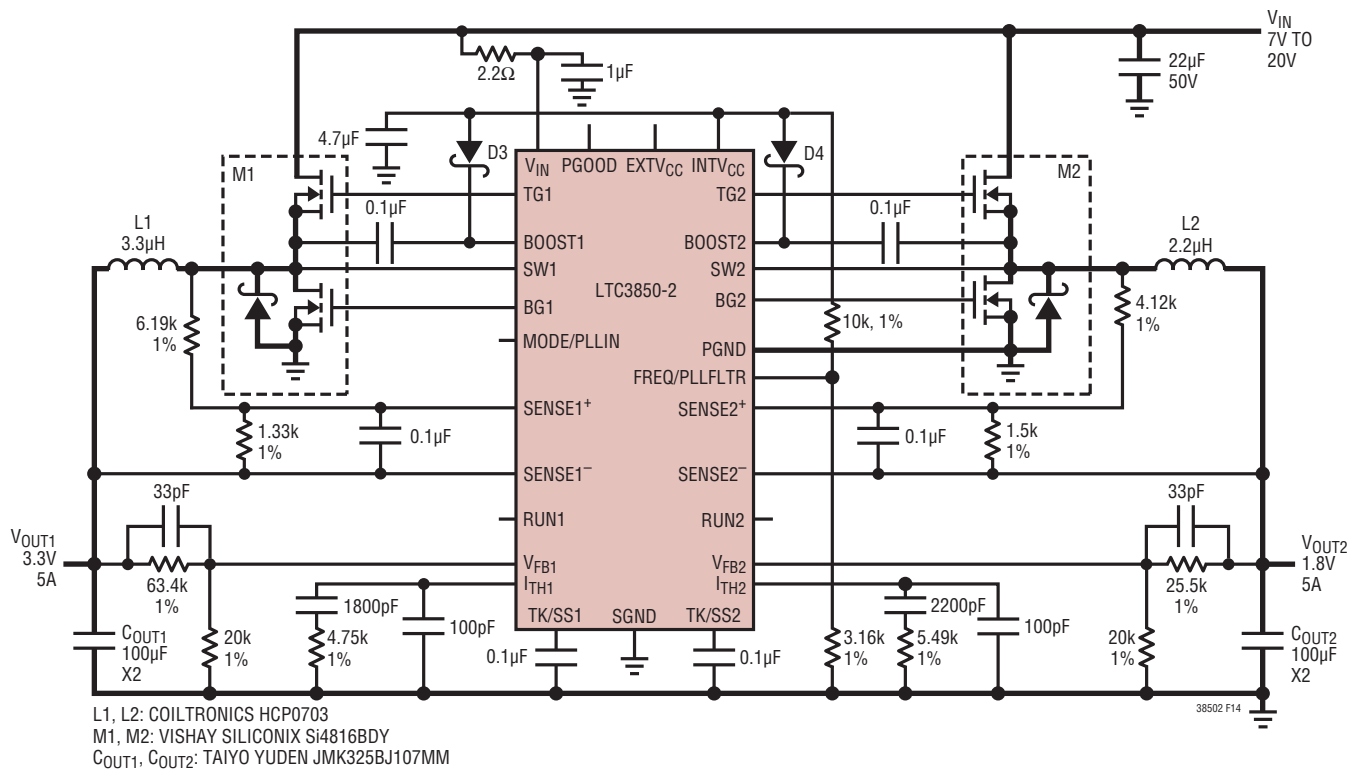 V_IN
7V TO
20V
2.2Ω
1µF
22µF
50V
4.7µF
D3
D4
M1
M2
V_IN
PGOOD
EXTV_CC
INTV_CC
TG1
TG2
0.1µF
0.1µF
L1
3.3µH
L2
2.2µH
BOOST1
BOOST2
SW1
SW2
LTC3850-2
BG1
BG2
6.19k
1%
4.12k
1%
10k, 1%
MODE/PLLIN
PGND
FREQ/PLLFLTR
SENSE1+
SENSE2+
1.33k
1%
0.1µF
0.1µF
1.5k
1%
SENSE1–
SENSE2–
33pF
33pF
RUN1
RUN2
V_OUT1
3.3V
5A
V_OUT2
1.8V
5A
63.4k
1%
25.5k
1%
V_FB1
V_FB2
I_TH1
I_TH2
1800pF
2200pF
100pF
100pF
TK/SS1
SGND
TK/SS2
C_OUT1
100µF
X2
20k
1%
4.75k
1%
0.1µF
0.1µF
3.16k
1%
5.49k
1%
20k
1%
C_OUT2
100µF
X2
38502 F14
L1, L2: COILTRONICS HCP0703
M1, M2: VISHAY SILICONIX Si4816BDY
C_OUT1, C_OUT2: TAIYO YUDEN JMK325BJ107MM